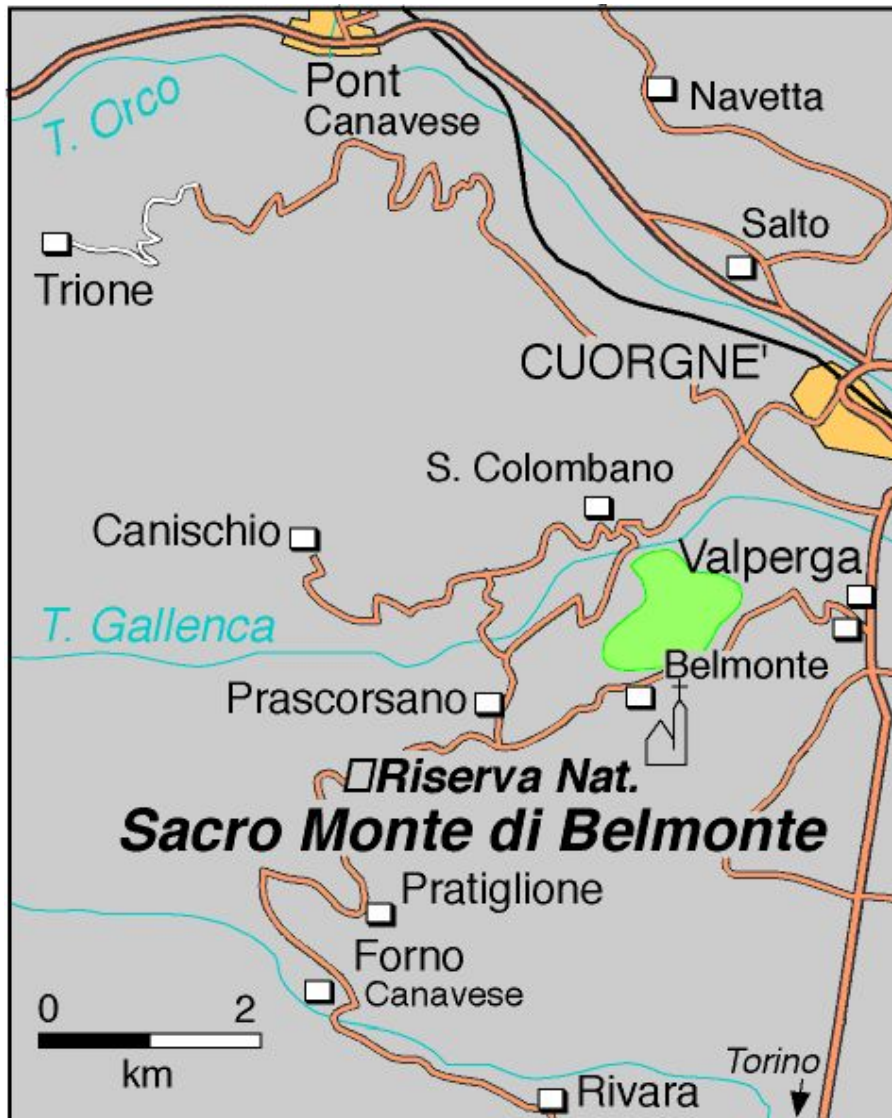 Pont
Canavese
T. Orco
Navetta
Salto
Trione
CUORGNE'
S. Colombano
Canischio
Valperga
T. Gallenca
Belmonte
Prascorsano
□Riserva Nat.
Sacro Monte di Belmonte
Pratiglione
Forno
Canavese
0 2
km
Torino
Rivara